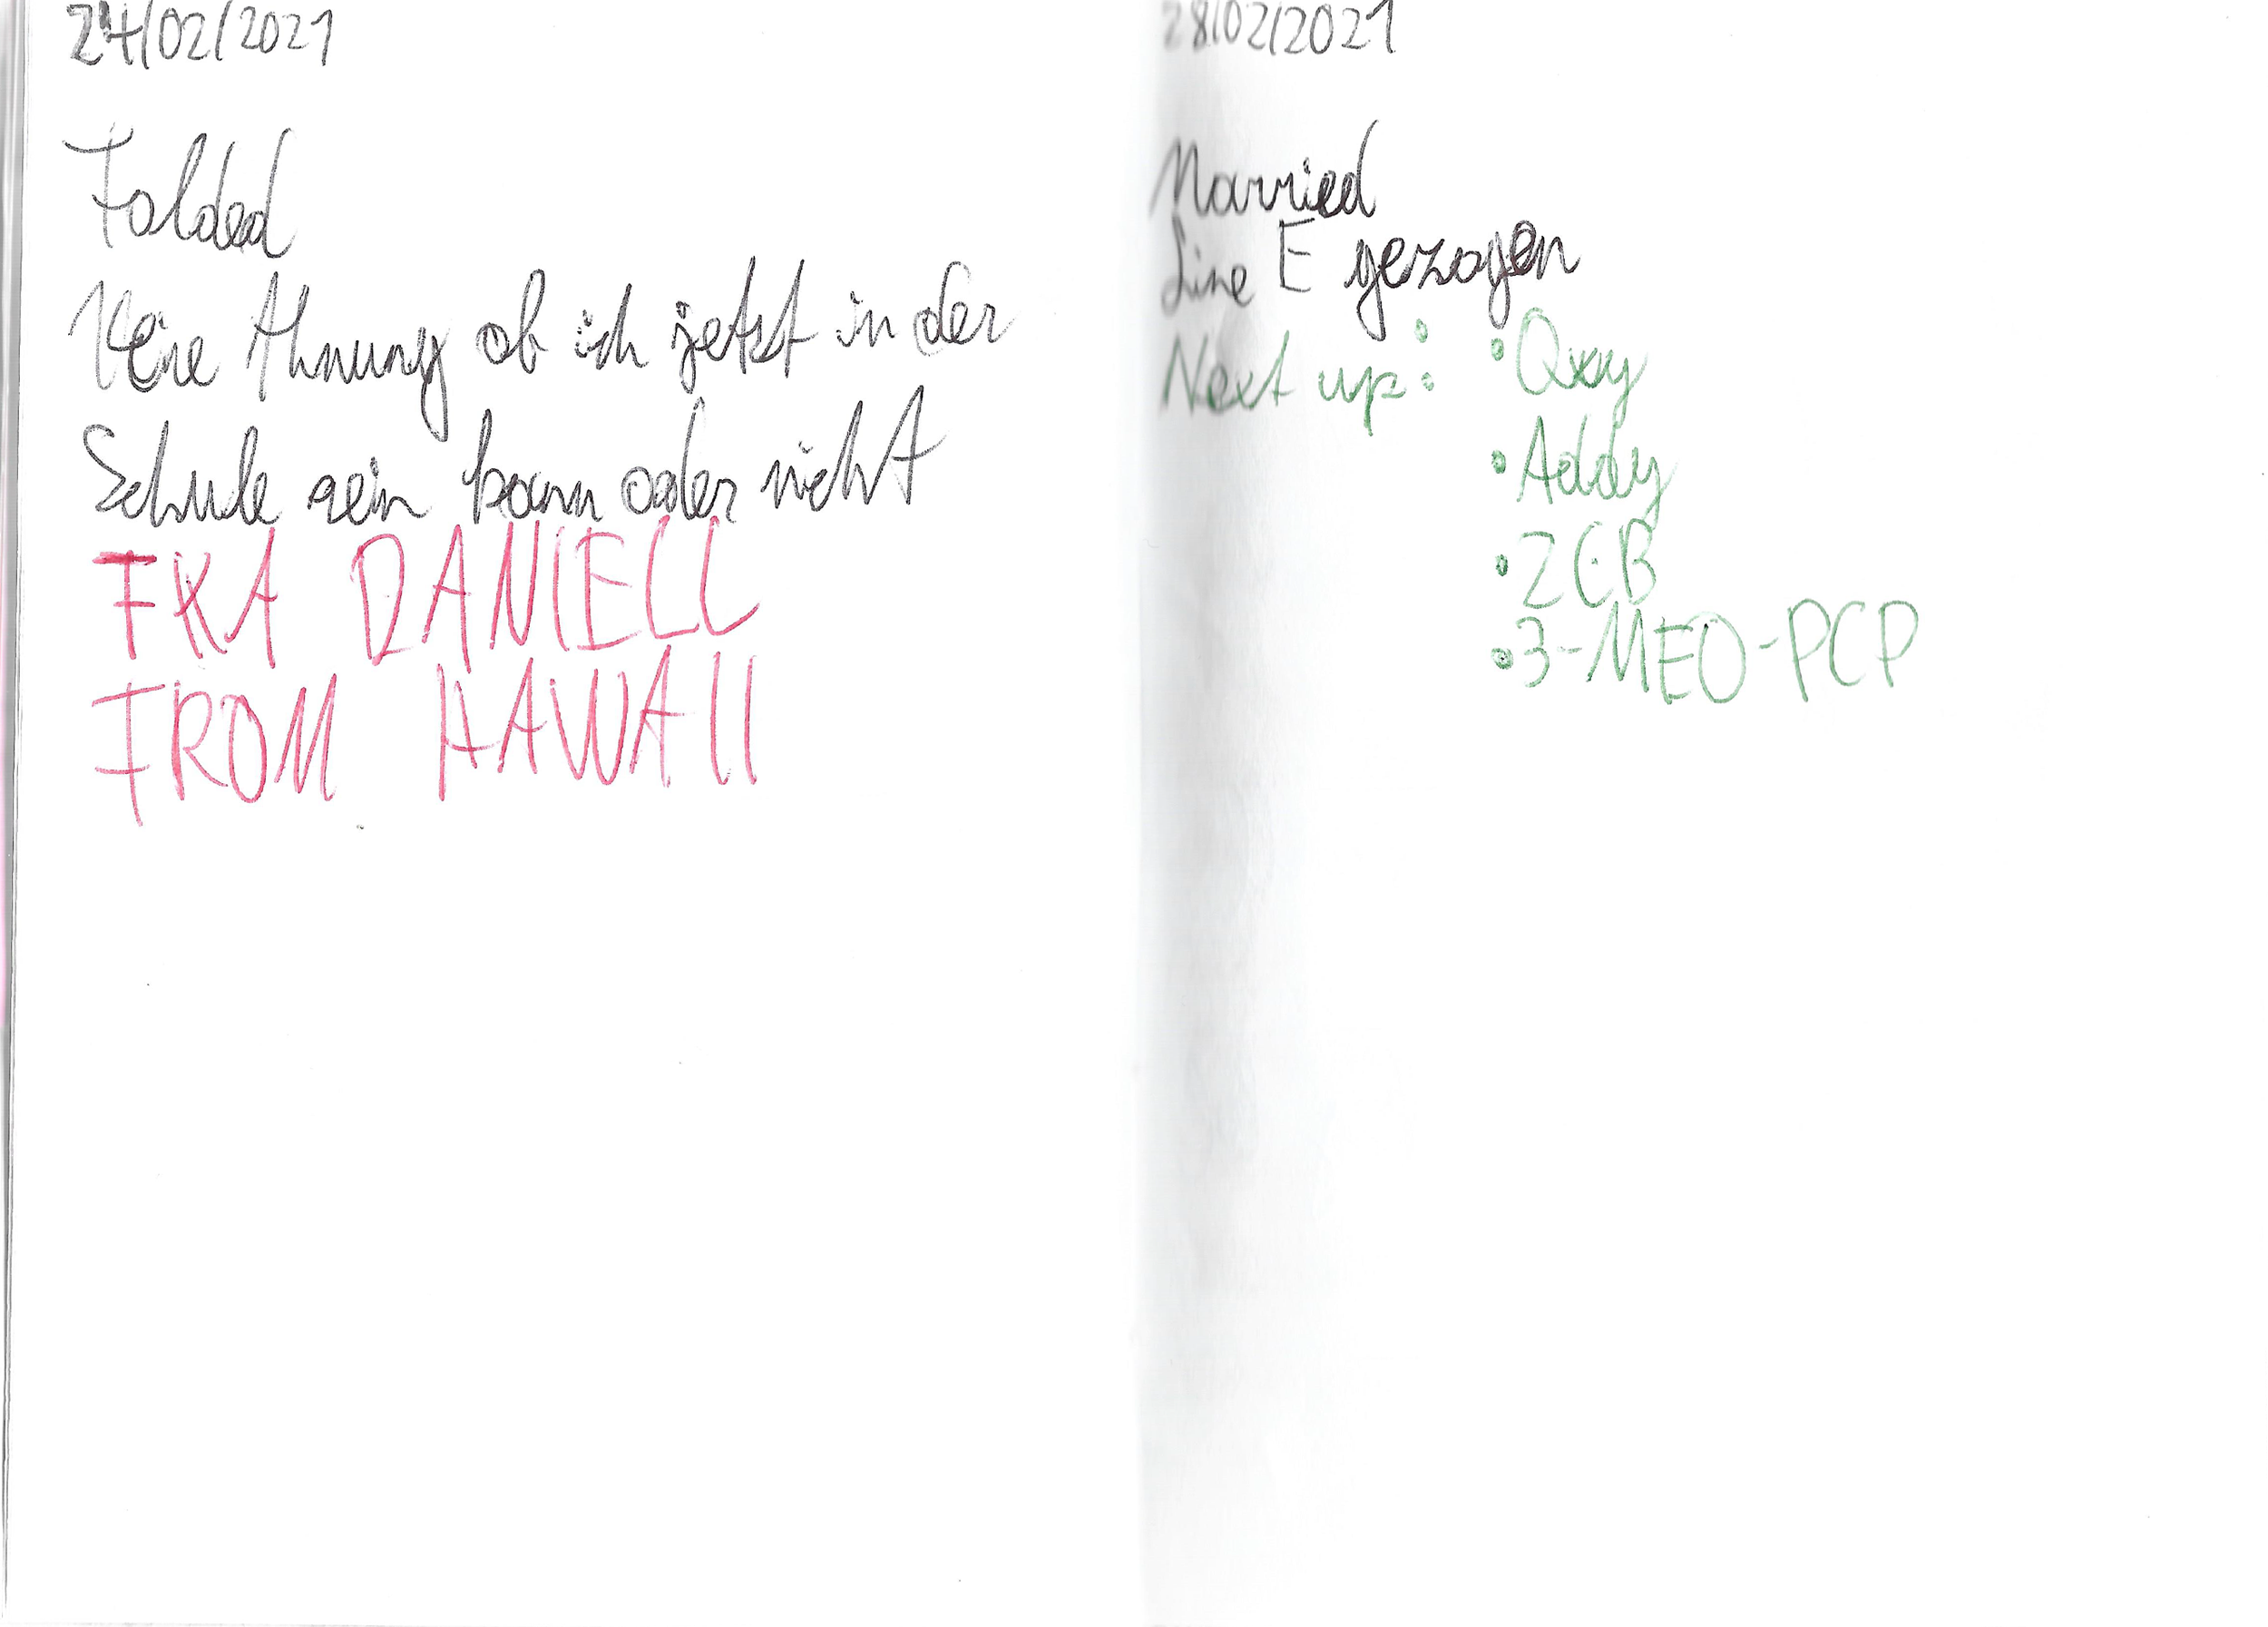 24/02/2021
Folded
Keine Ahnung ob ich jetzt in der
Schule sein kann oder nicht
FKA DANIELL
FROM HAWAII
28/02/2021
Married
Line E gezogen
Next up:
• Oxy
• Addy
• 2CB
• 3-MEO-PCP